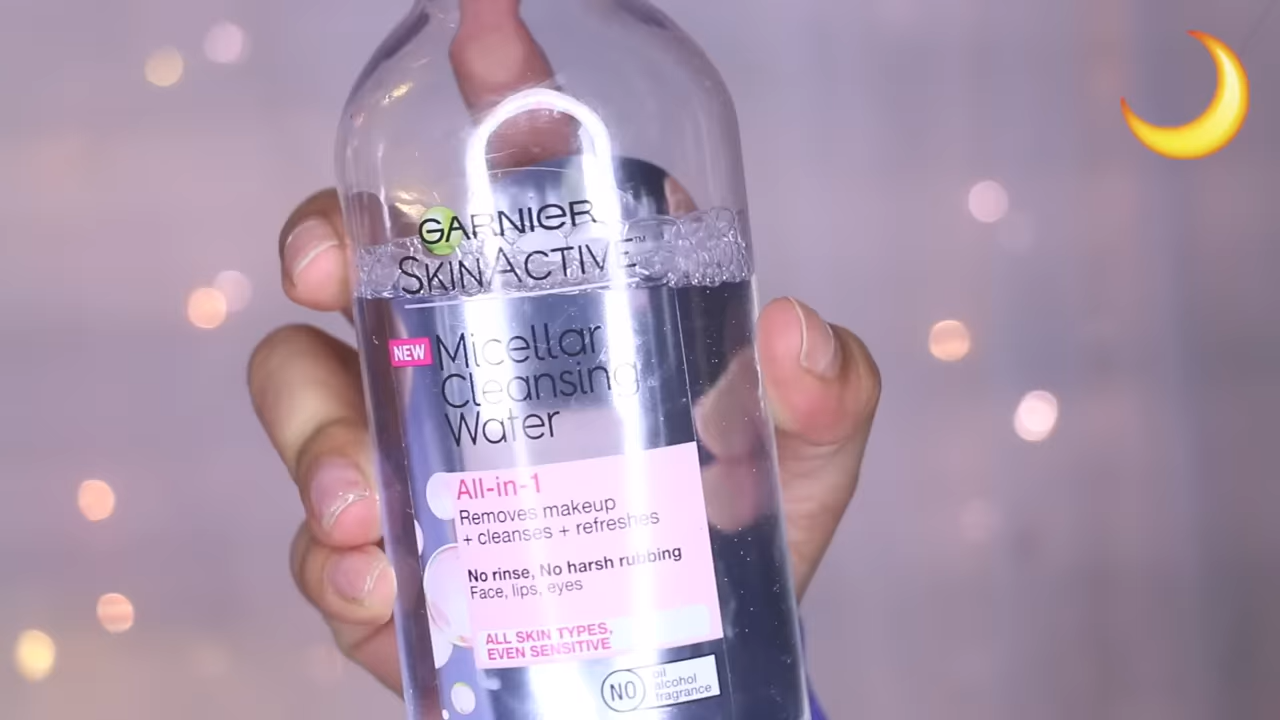 GARNIER
SKINACTIVE™
NEW
Micellar
Cleansing
Water
All-in-1
Removes makeup
+ cleanses + refreshes
No rinse, No harsh rubbing
Face, lips, eyes
ALL SKIN TYPES,
EVEN SENSITIVE
NO
oil
alcohol
fragrance